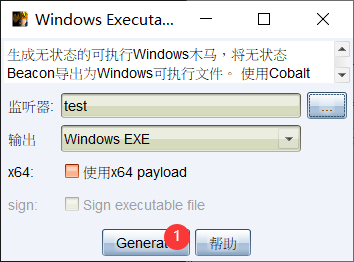 Windows Executa...
生成无状态的可执行Windows木马，将无状态
Beacon导出为Windows可执行文件。 使用Cobalt
监听器: test ...
输出 Windows EXE
x64: 使用x64 payload
sign: Sign executable file
Generat 1 帮助